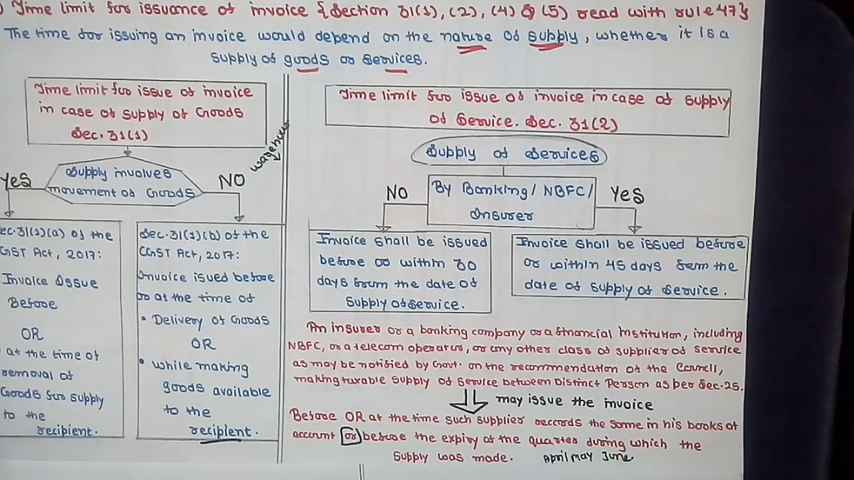 Time limit for issuance of invoice {Section 31(1), (2), (4) & (5) read with rule 47}
The time for issuing an invoice would depend on the nature of supply, whether it is a
supply of goods or services.
Time limit for issue of invoice
in case of supply of Goods
Sec. 31(1)
Supply involves
movement of Goods
Yes
NO
warehouse
Sec. 31(1)(a) of the
CGST Act, 2017:
Invoice Issue
Before
OR
at the time of
removal of
Goods for supply
to the
recipient.
Sec. 31(1)(b) of the
CGST Act, 2017:
Invoice isued before
or at the time of
• Delivery of Goods
OR
• while making
goods available
to the
recipient.
Time limit for issue of invoice in case of supply
of Service. Sec. 31(2)
Supply of Services
By Banking/NBFC/
Insurer
NO
Yes
Invoice shall be issued
before or within 30
days from the date of
supply of service.
Invoice shall be issued before
or within 45 days from the
date of supply of service.
An insurer or a banking company or a financial Institution, including
NBFC, or a telecom operator, or any other class of supplier of service
as may be notified by Govt. on the recommendation of the Council,
making taxable supply of service between Distinct Person as per Sec. 25.
may issue the invoice
Before OR at the time such supplier records the same in his books of
account or before the expiry of the quarter during which the
supply was made.
April may June